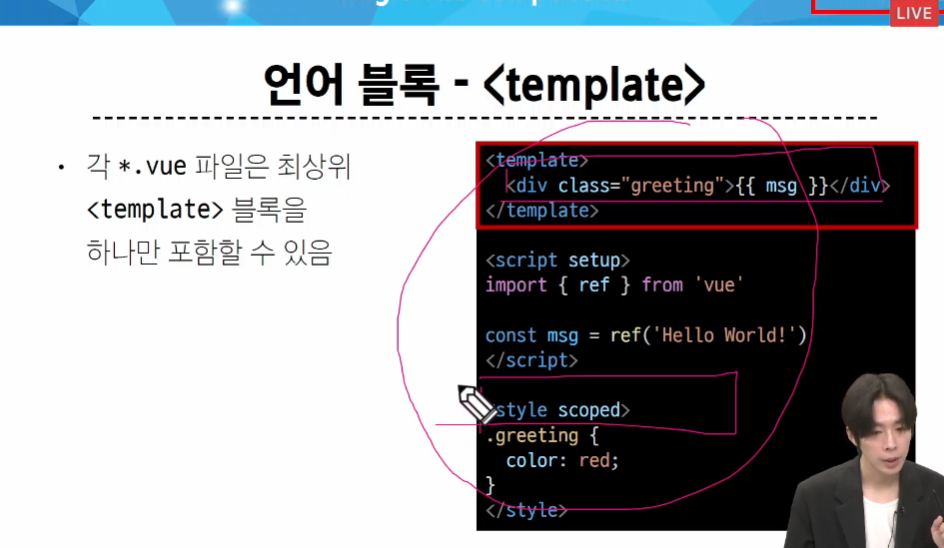 LIVE
언어 블록 - <template>
• 각 *.vue 파일은 최상위
<template> 블록을
하나만 포함할 수 있음
<template>
<div class="greeting">{{ msg }}</div>
</template>
<script setup>
import { ref } from 'vue'
const msg = ref('Hello World!')
</script>
style scoped>
.greeting {
color: red;
}
</style>